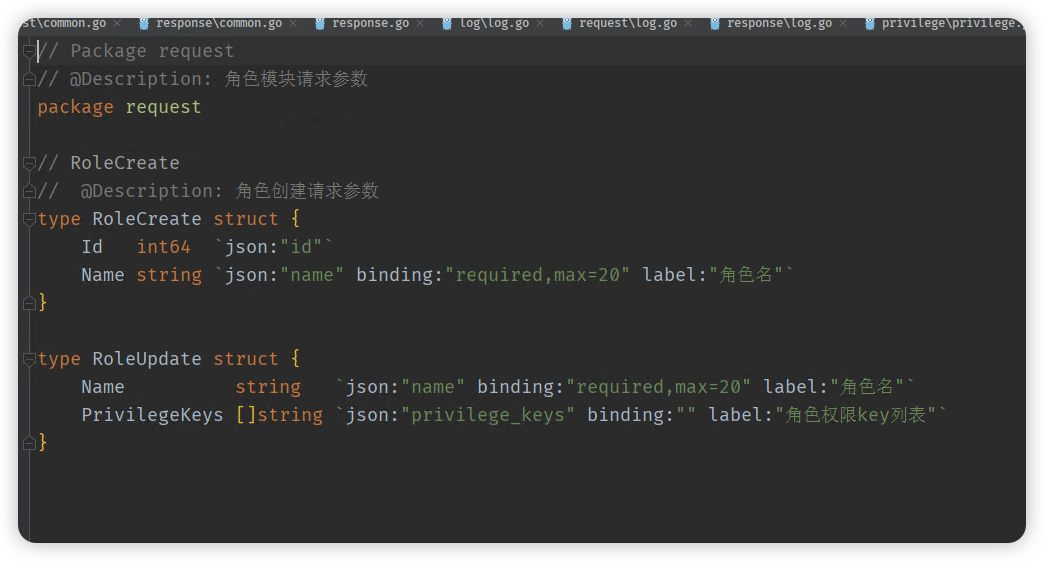 st\common.go × response\common.go × response.go × log\log.go × request\log.go × response\log.go × privilege\privilege.
// Package request
// @Description: 角色模块请求参数
package request
// RoleCreate
//  @Description: 角色创建请求参数
type RoleCreate struct {
    Id   int64  `json:"id"`
    Name string `json:"name" binding:"required,max=20" label:"角色名"`
}
type RoleUpdate struct {
    Name          string   `json:"name" binding:"required,max=20" label:"角色名"`
    PrivilegeKeys []string `json:"privilege_keys" binding:"" label:"角色权限key列表"`
}